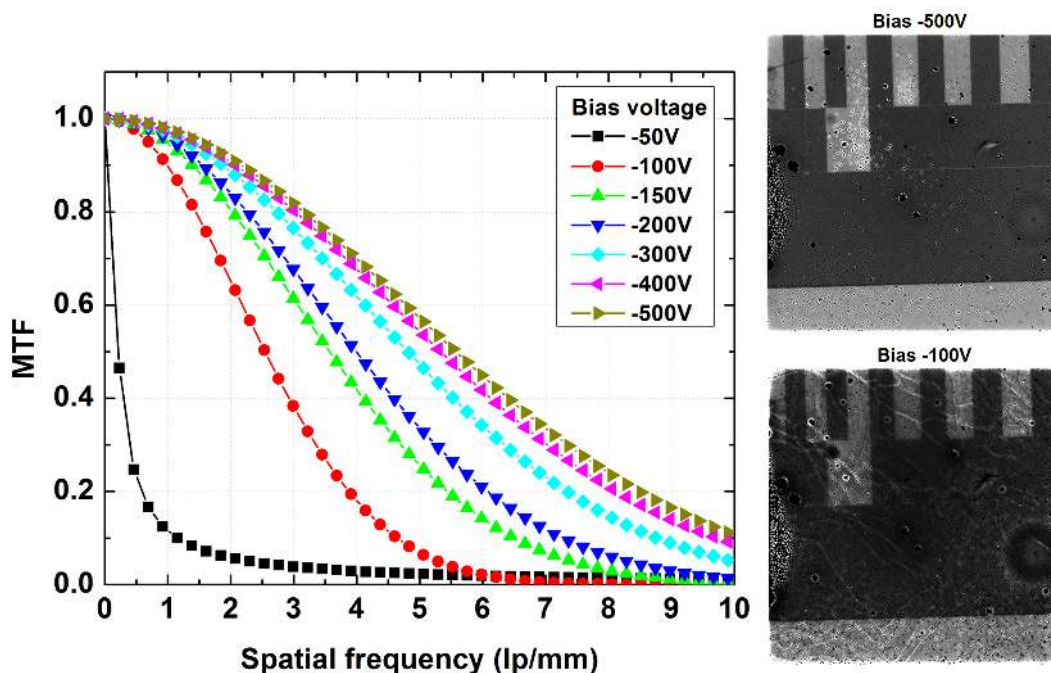 Bias -500V
1.0
0.8
0.6
0.4
0.2
0.0
MTF
0 1 2 3 4 5 6 7 8 9 10
Spatial frequency (lp/mm)
Bias voltage
-50V
-100V
-150V
-200V
-300V
-400V
-500V
Bias -100V